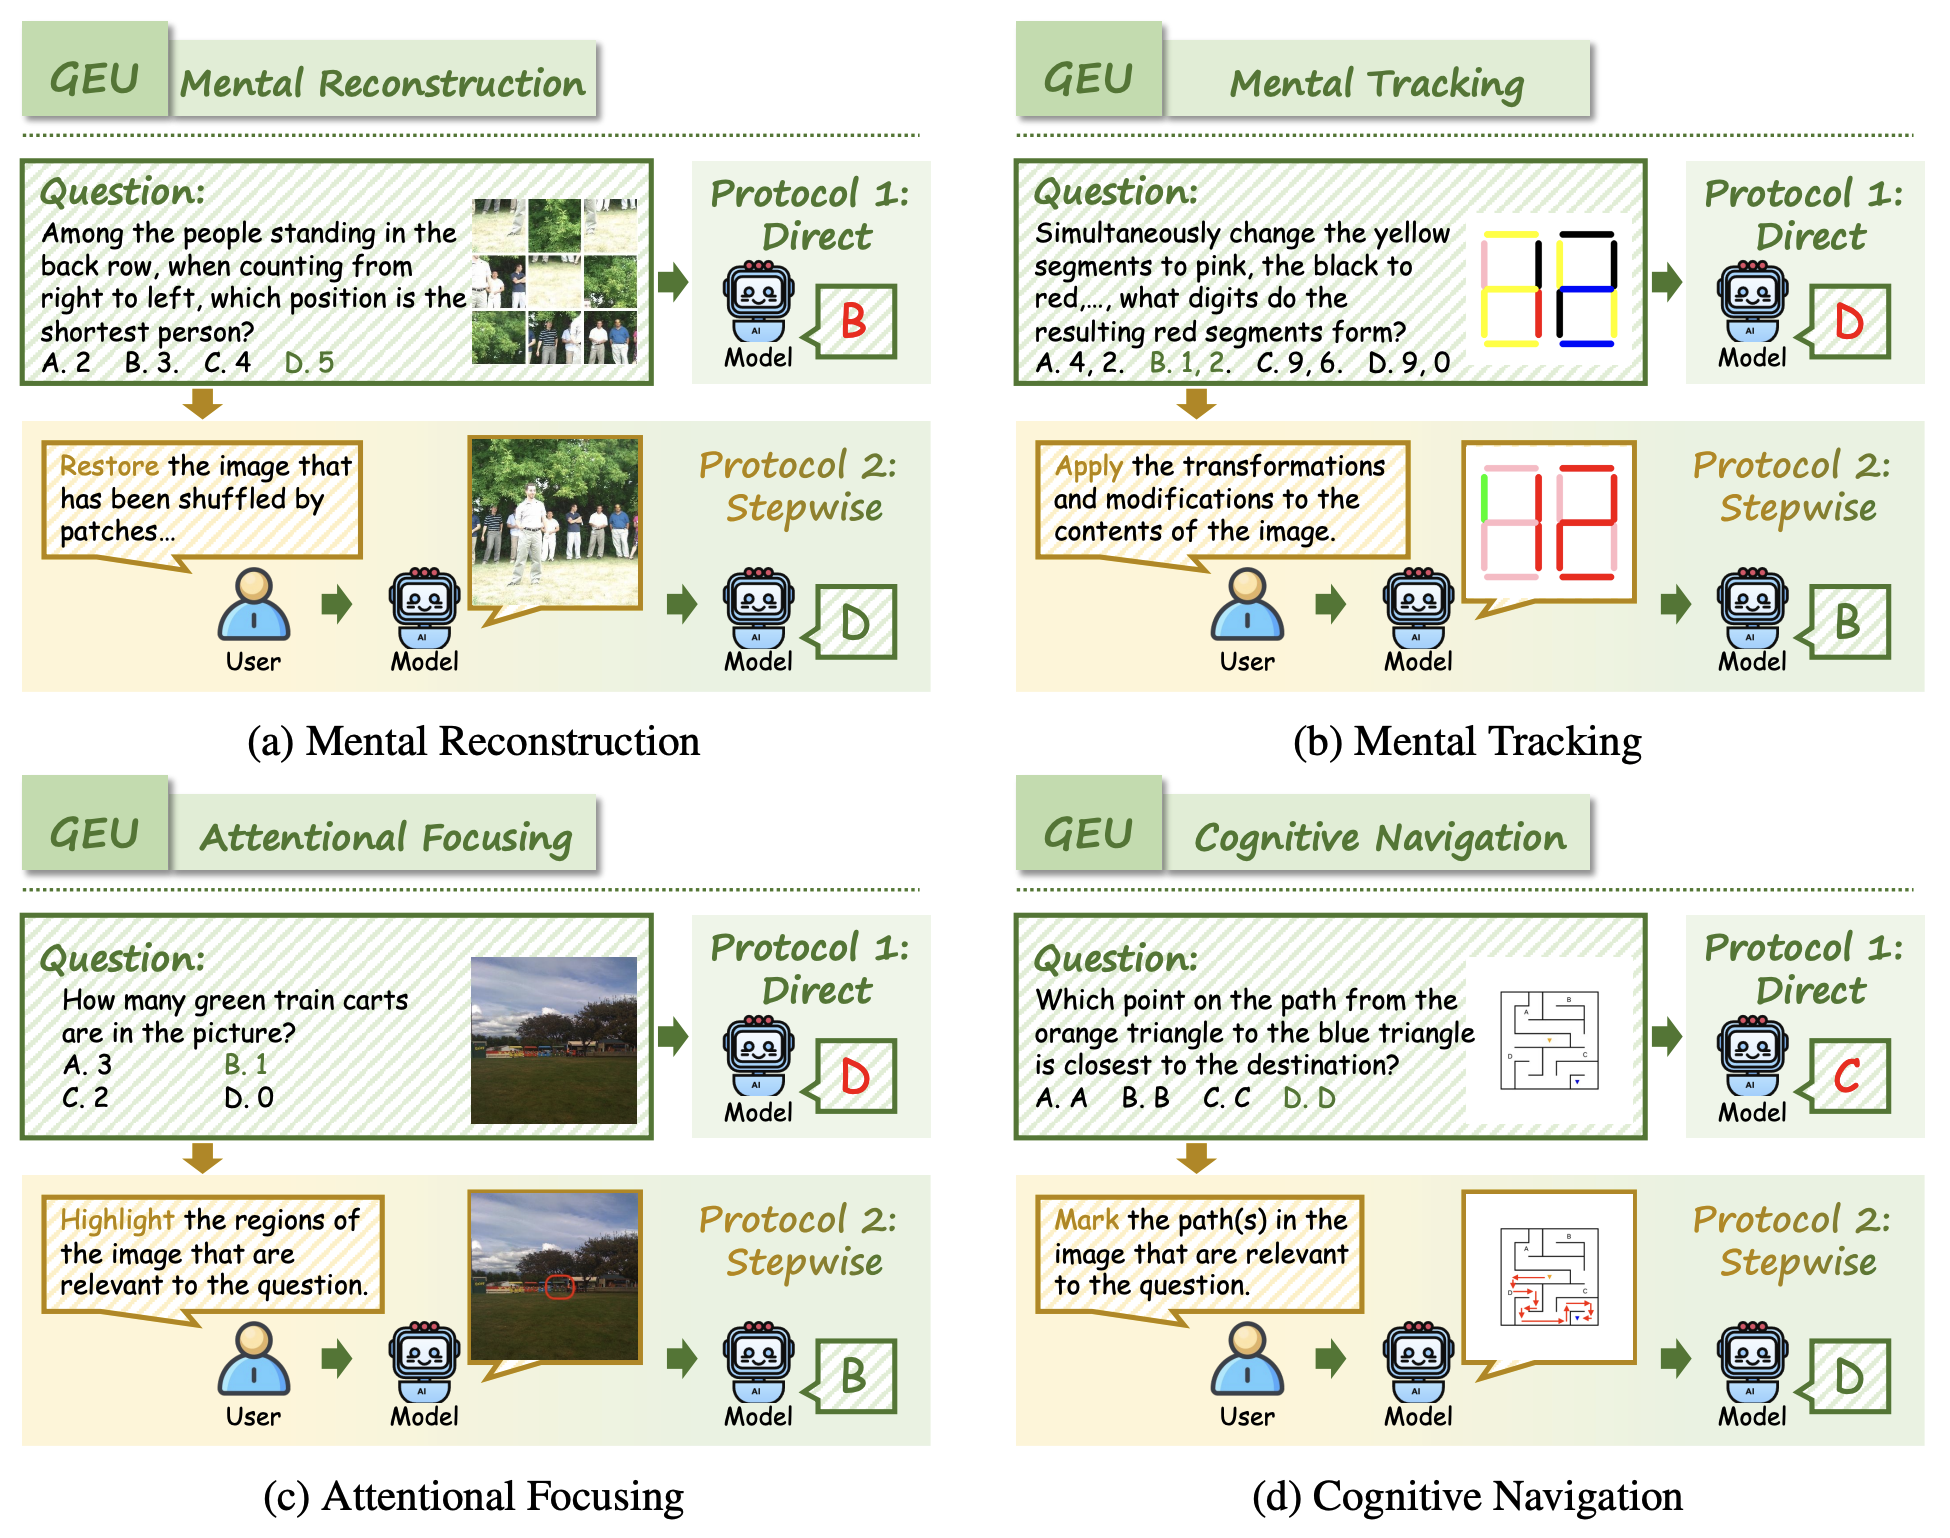 GEU Mental Reconstruction
Question:
Among the people standing in the
back row, when counting from
right to left, which position is the
shortest person?
A. 2 B. 3. C. 4 D. 5
Protocol 1:
Direct
B
AI
Model
Restore the image that
has been shuffled by
patches...
Protocol 2:
Stepwise
D
AI
AI
User
Model
Model
(a) Mental Reconstruction
GEU Mental Tracking
Question:
Simultaneously change the yellow
segments to pink, the black to
red,..., what digits do the
resulting red segments form?
A. 4, 2. B. 1, 2. C. 9, 6. D. 9, 0
Protocol 1:
Direct
D
AI
Model
Apply the transformations
and modifications to the
contents of the image.
Protocol 2:
Stepwise
B
AI
AI
User
Model
Model
(b) Mental Tracking
GEU Attentional Focusing
Question:
How many green train carts
are in the picture?
A. 3 B. 1
C. 2 D. 0
Protocol 1:
Direct
D
AI
Model
Highlight the regions of
the image that are
relevant to the question.
Protocol 2:
Stepwise
B
AI
AI
User
Model
Model
(c) Attentional Focusing
GEU Cognitive Navigation
Question:
Which point on the path from the
orange triangle to the blue triangle
is closest to the destination?
A. A B. B C. C D. D
B
A
D
C
Protocol 1:
Direct
C
AI
Model
Mark the path(s) in the
image that are relevant
to the question.
B
A
C
D
Protocol 2:
Stepwise
D
AI
AI
User
Model
Model
(d) Cognitive Navigation